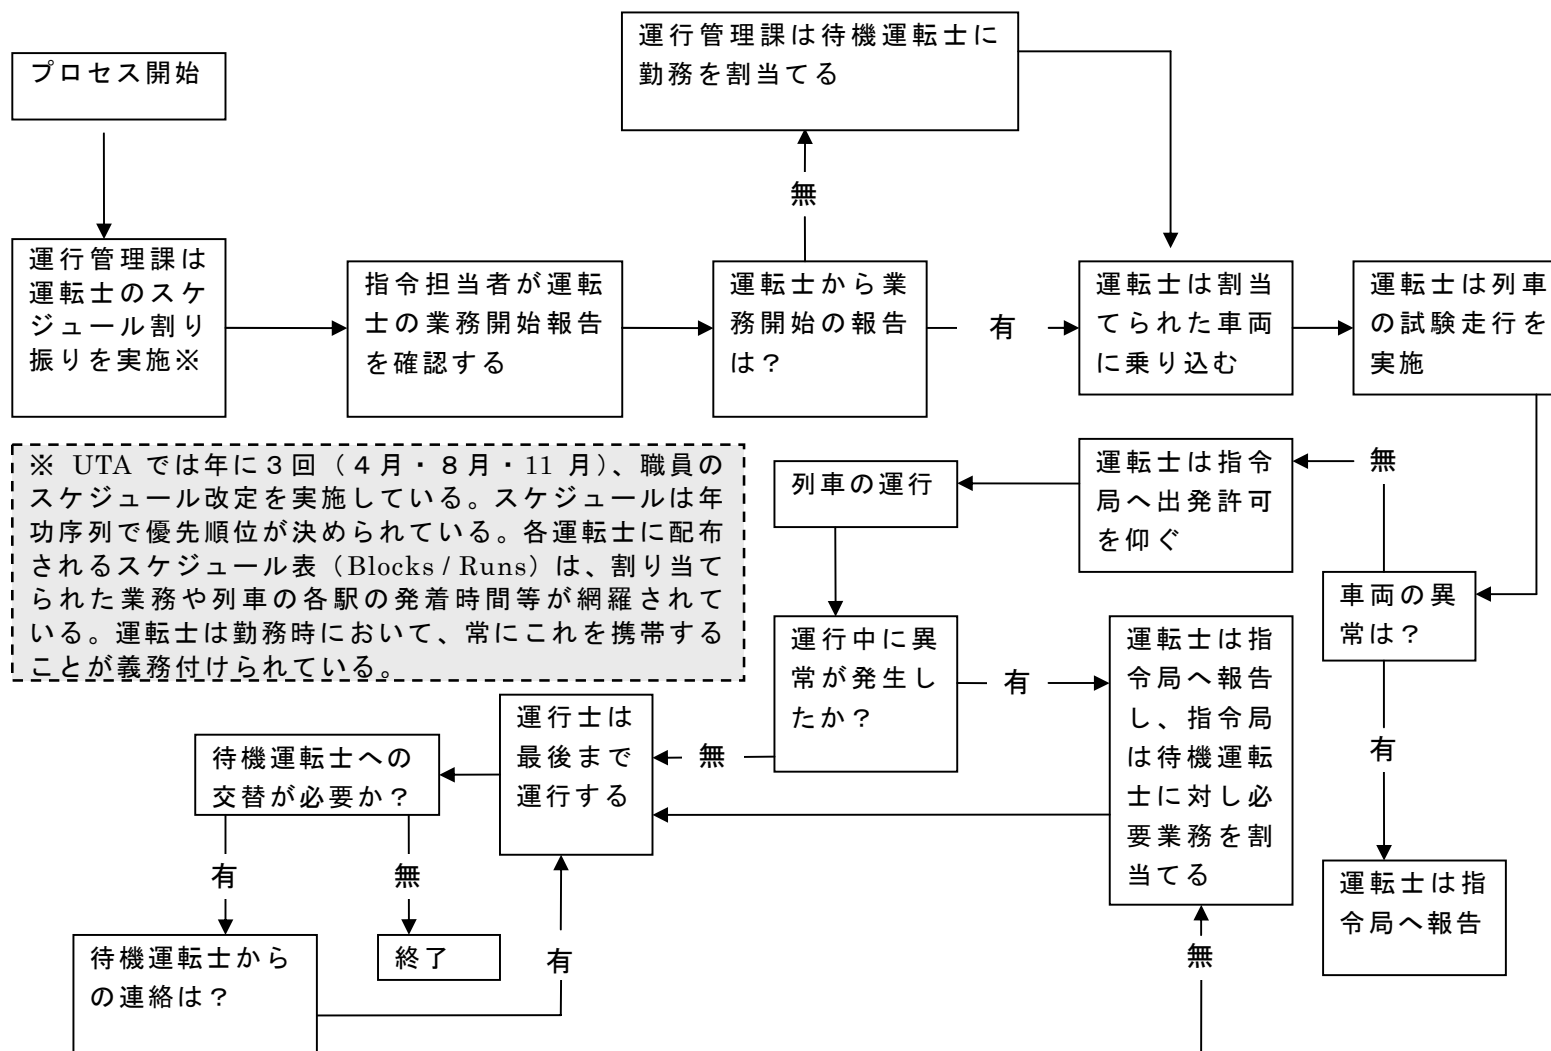 プロセス開始
運行管理課は待機運転士に
勤務を割当てる
無
運行管理課は
運転士のスケ
ジュール割り
振りを実施※
指令担当者が運転
士の業務開始報告
を確認する
運転士から業
務開始の報告
は？
有
運転士は割当
てられた車両
に乗り込む
運転士は列車
の試験走行を
実施
※ UTA では年に３回（４月・８月・11 月）、職員の
スケジュール改定を実施している。スケジュールは年
功序列で優先順位が決められている。各運転士に配布
されるスケジュール表（Blocks / Runs）は、割り当て
られた業務や列車の各駅の発着時間等が網羅されて
いる。運転士は勤務時において、常にこれを携帯する
ことが義務付けられている。
列車の運行
運転士は指令
局へ出発許可
を仰ぐ
無
車両の異
常は？
有
運転士は指
令局へ報告
運行中に異
常が発生し
たか？
有
無
運転士は指
令局へ報告
し、指令局
は待機運転
士に対し必
要業務を割
当てる
運行士は
最後まで
運行する
待機運転士への
交替が必要か？
有
無
終了
待機運転士から
の連絡は？
有
無